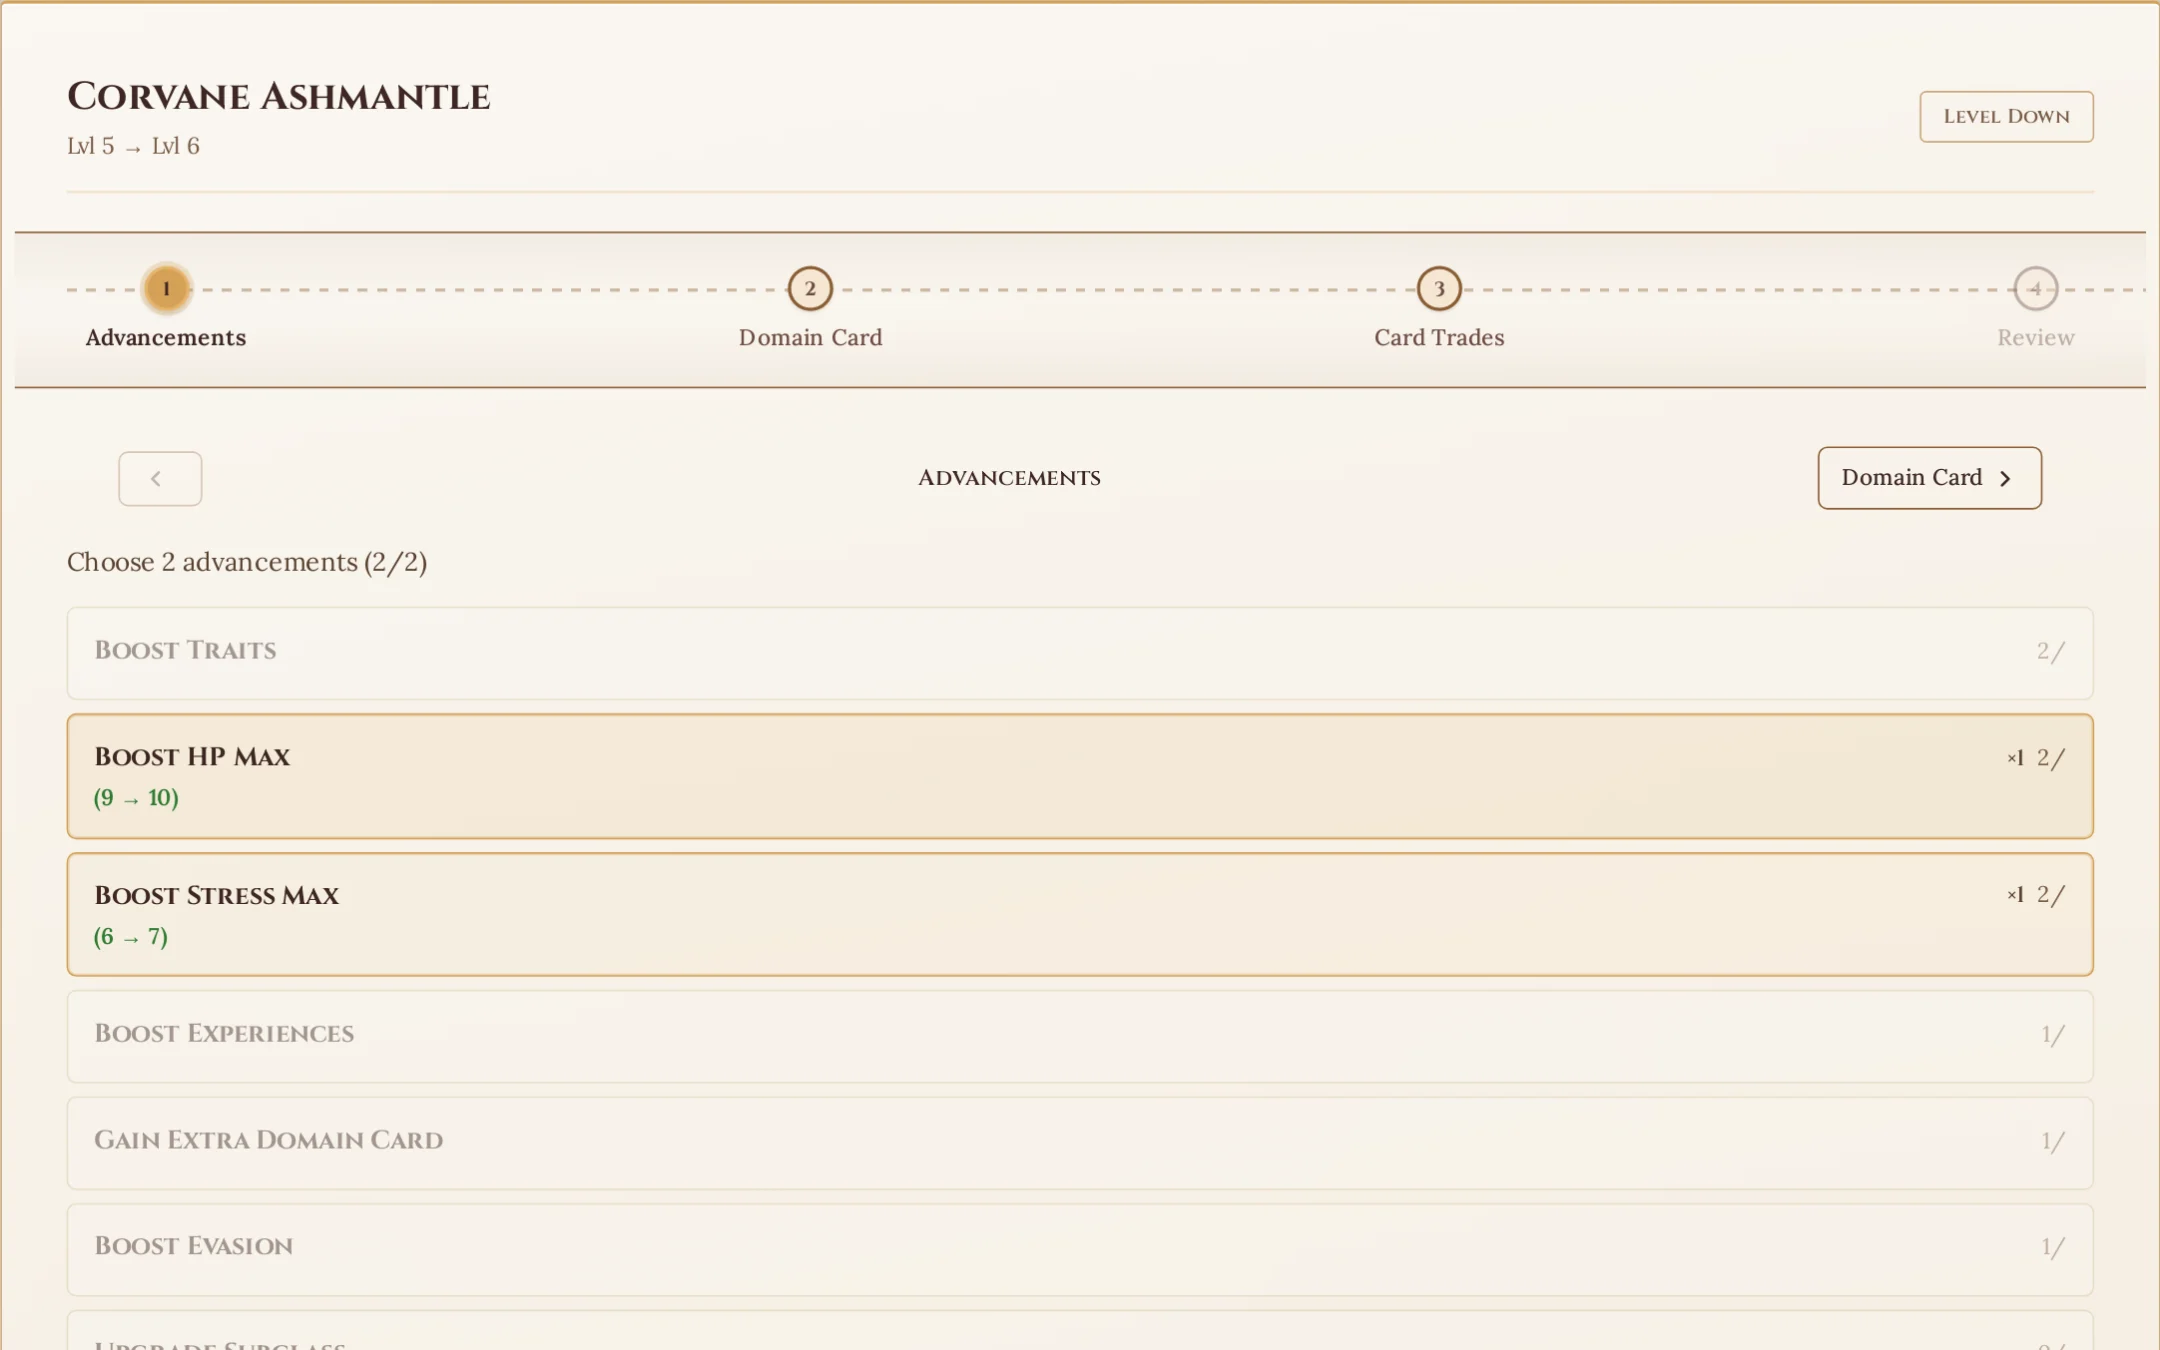 Corvane Ashmantle
Lvl 5 → Lvl 6
Level Down
1
2
3
4
Advancements
Domain Card
Card Trades
Review
Advancements
Domain Card
Choose 2 advancements (2/2)
Boost Traits 2/
Boost HP Max ×1 2/
(9 → 10)
Boost Stress Max ×1 2/
(6 → 7)
Boost Experiences 1/
Gain Extra Domain Card 1/
Boost Evasion 1/
Upgrade Subclass